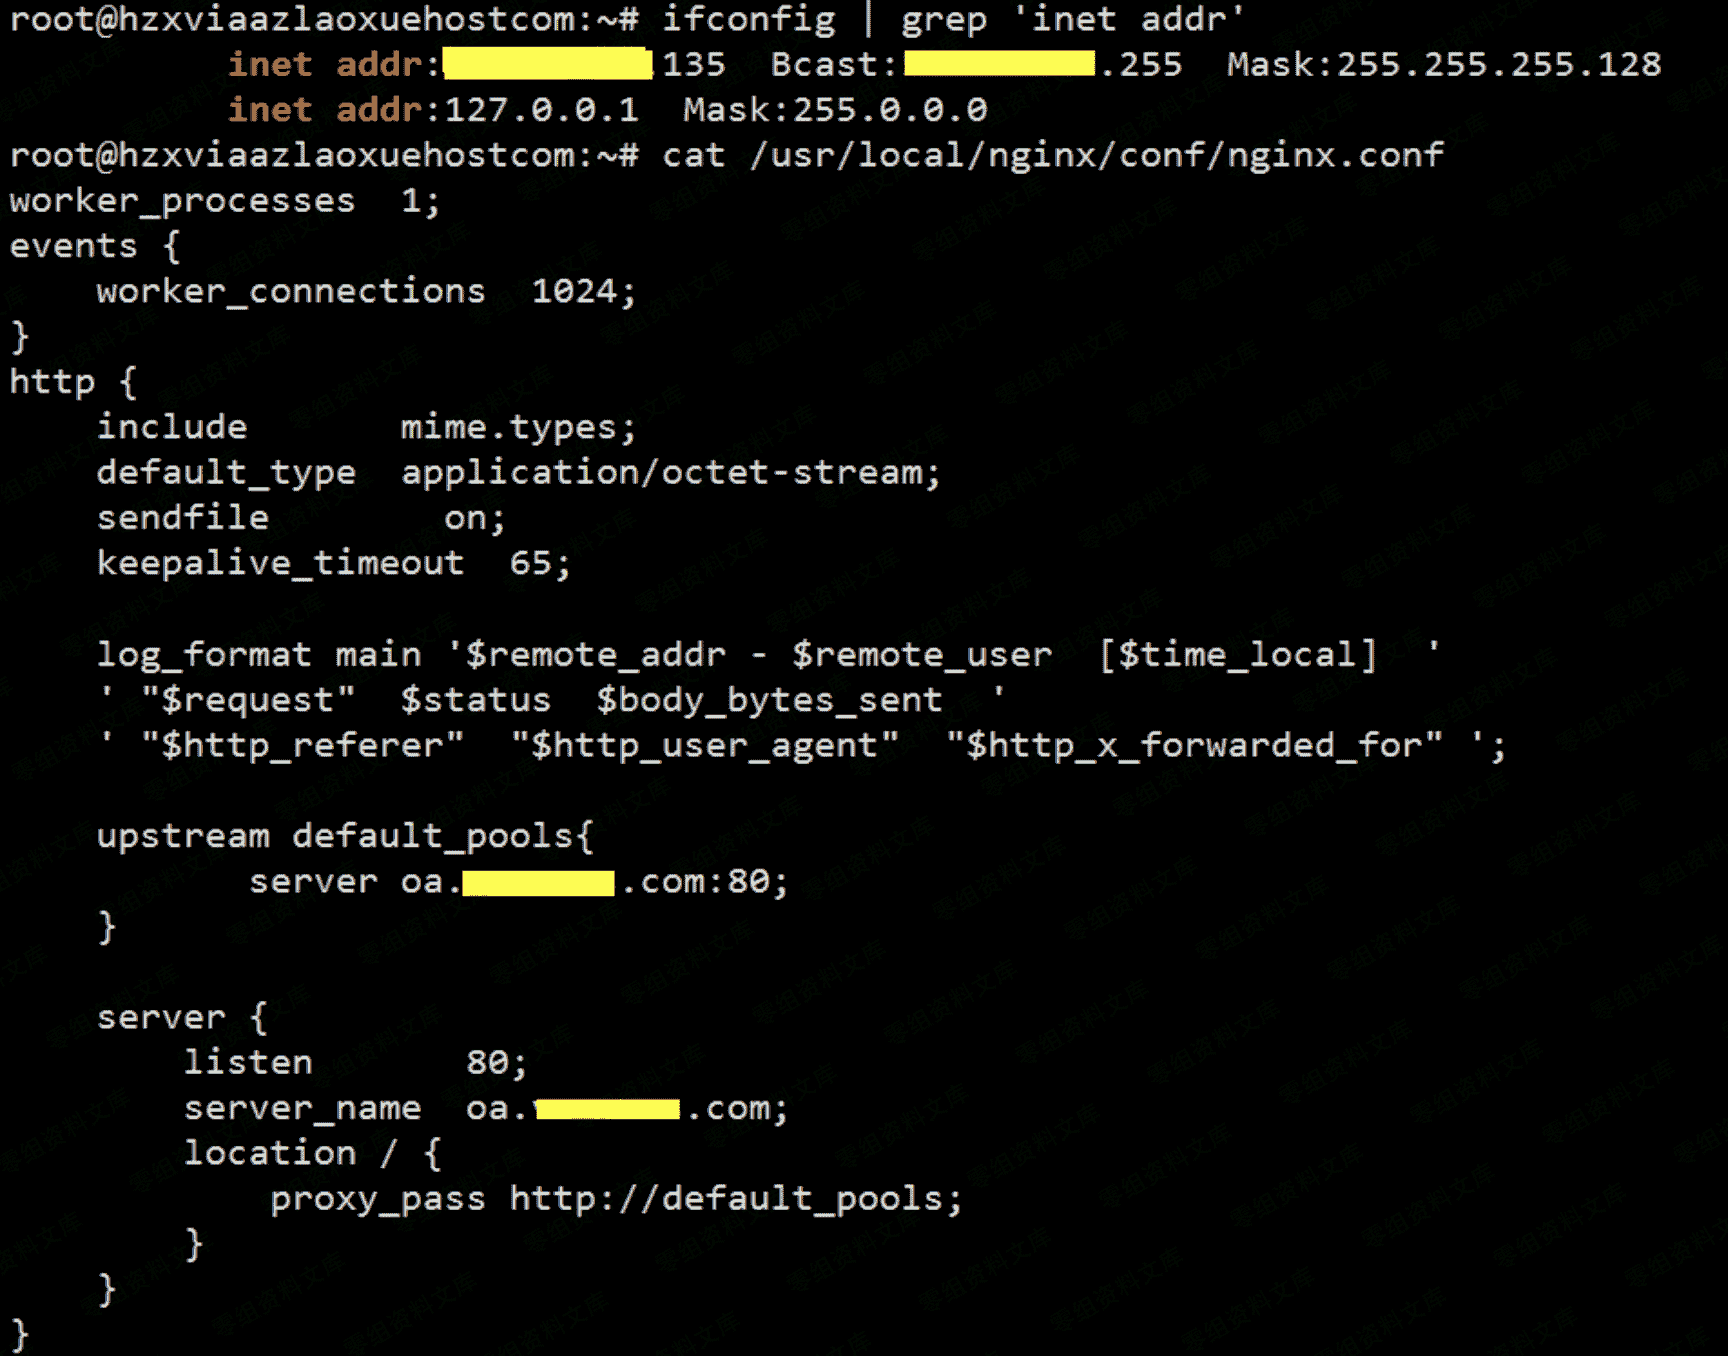 root@hzxviaazlaoxuehostcom:~# ifconfig | grep 'inet addr'
inet addr: 135 Bcast: .255 Mask:255.255.255.128
inet addr:127.0.0.1 Mask:255.0.0.0
root@hzxviaazlaoxuehostcom:~# cat /usr/local/nginx/conf/nginx.conf
worker_processes 1;
events {
worker_connections 1024;
}
http {
include mime.types;
default_type application/octet-stream;
sendfile on;
keepalive_timeout 65;
log_format main '$remote_addr - $remote_user [$time_local] '
' "$request" $status $body_bytes_sent '
' "$http_referer" "$http_user_agent" "$http_x_forwarded_for" ';
upstream default_pools{
server oa. .com:80;
}
server {
listen 80;
server_name oa. .com;
location / {
proxy_pass http://default_pools;
}
}
}